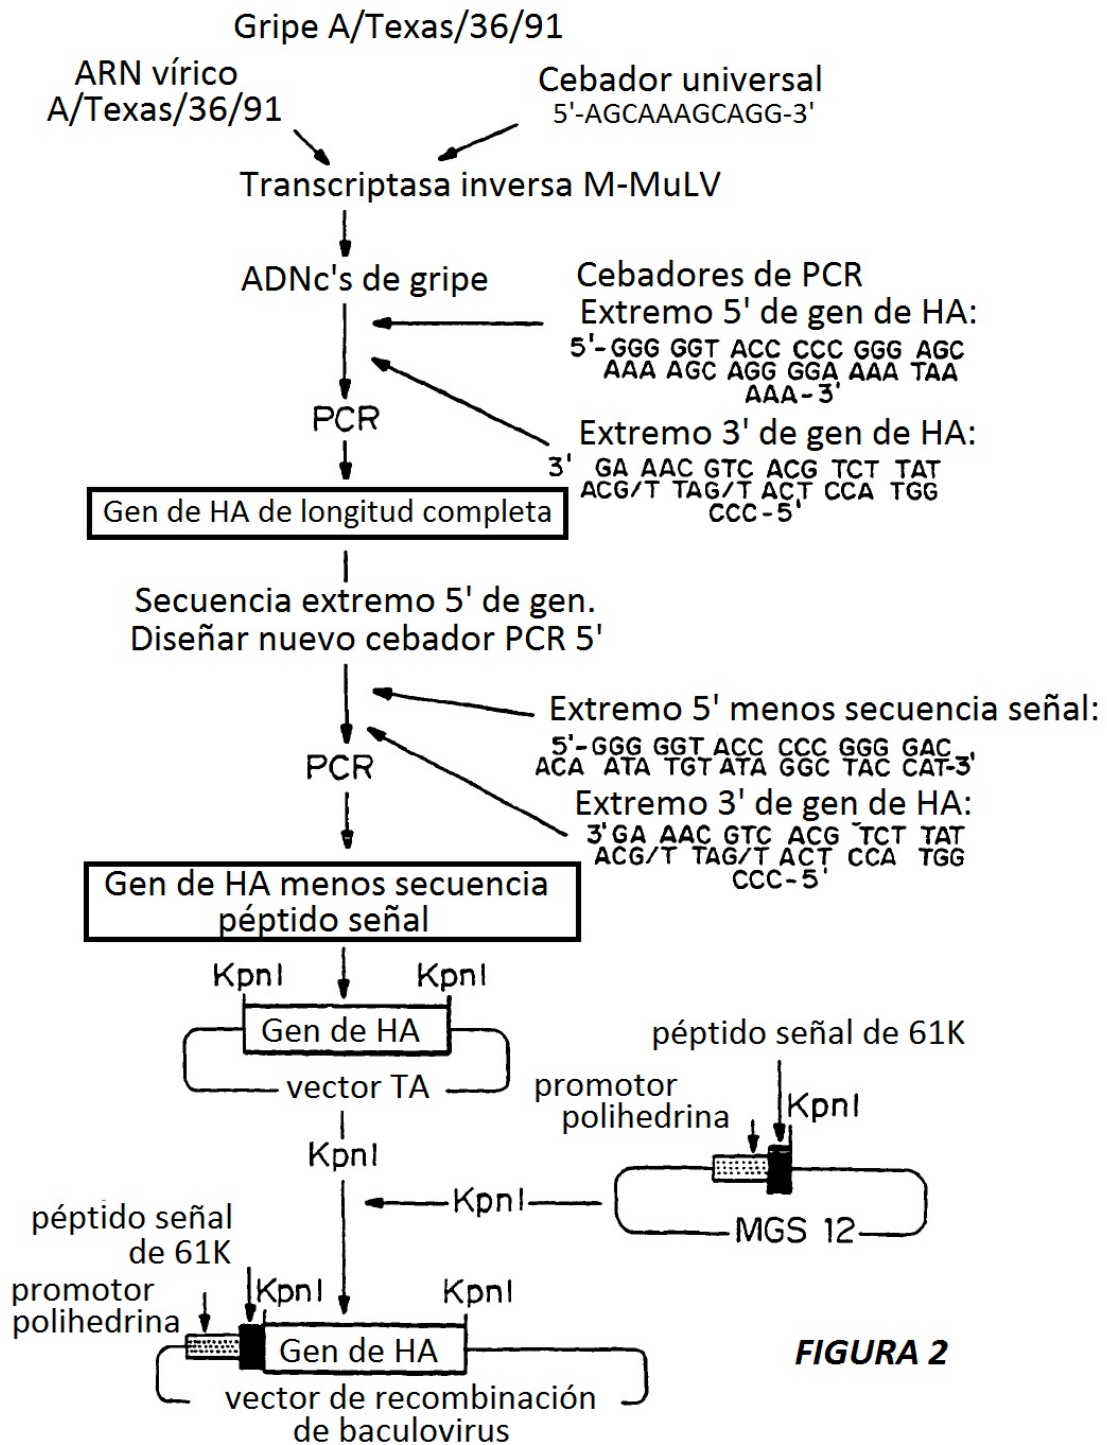 Gripe A/Texas/36/91
ARN vírico
A/Texas/36/91
Cebador universal
5'-AGCAAAGCAGG-3'
Transcriptasa inversa M-MuLV
ADNc's de gripe
Cebadores de PCR
Extremo 5' de gen de HA:
5'-GGG GGT ACC CCC GGG AGC
AAA AGC AGG GGA AAA TAA
AAA-3'
PCR
Extremo 3' de gen de HA:
3' GA AAC GTC ACG TCT TAT
ACG/T TAG/T ACT CCA TGG
CCC-5'
Gen de HA de longitud completa
Secuencia extremo 5' de gen.
Diseñar nuevo cebador PCR 5'
Extremo 5' menos secuencia señal:
5'-GGG GGT ACC CCC GGG GAC
ACA ATA TGT ATA GGC TAC CAT-3'
PCR
Extremo 3' de gen de HA:
3'GA AAC GTC ACG TCT TAT
ACG/T TAG/T ACT CCA TGG
CCC-5'
Gen de HA menos secuencia
péptido señal
KpnI KpnI
Gen de HA
vector TA
péptido señal de 61K
promotor
polihedrina
KpnI
KpnI
KpnI
MGS 12
péptido señal
de 61K
promotor
polihedrina
KpnI KpnI
Gen de HA
vector de recombinación
de baculovirus
FIGURA 2